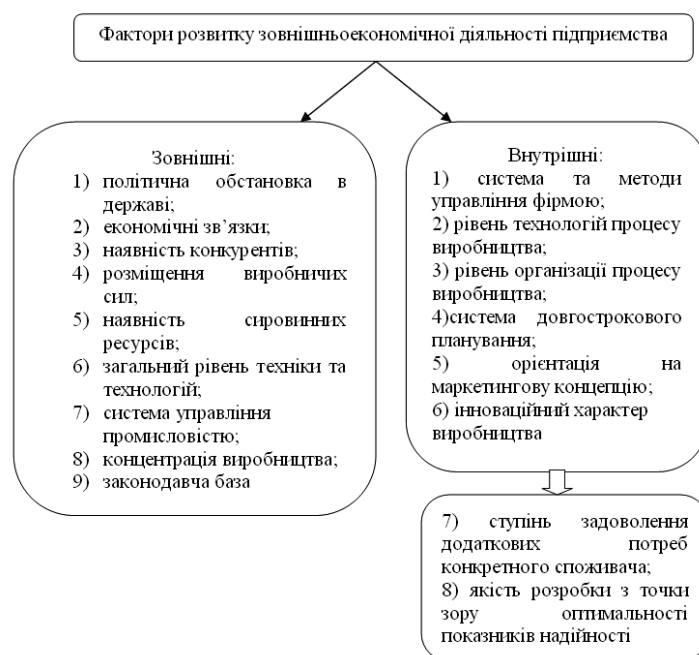 Фактори розвитку зовнішньоекономічної діяльності підприємства
Зовнішні:
1) політична обстановка в
державі;
2) економічні зв’язки;
3) наявність конкурентів;
4) розміщення виробничих
сил;
5) наявність сировинних
ресурсів;
6) загальний рівень техніки та
технологій;
7) система управління
промисловістю;
8) концентрація виробництва;
9) законодавча база
Внутрішні:
1) система та методи
управління фірмою;
2) рівень технологій процесу
виробництва;
3) рівень організації процесу
виробництва;
4)система довгострокового
планування;
5) орієнтація на
маркетингову концепцію;
6) інноваційний характер
виробництва
7) ступінь задоволення
додаткових потреб
конкретного споживача;
8) якість розробки з точки
зору оптимальності
показників надійності